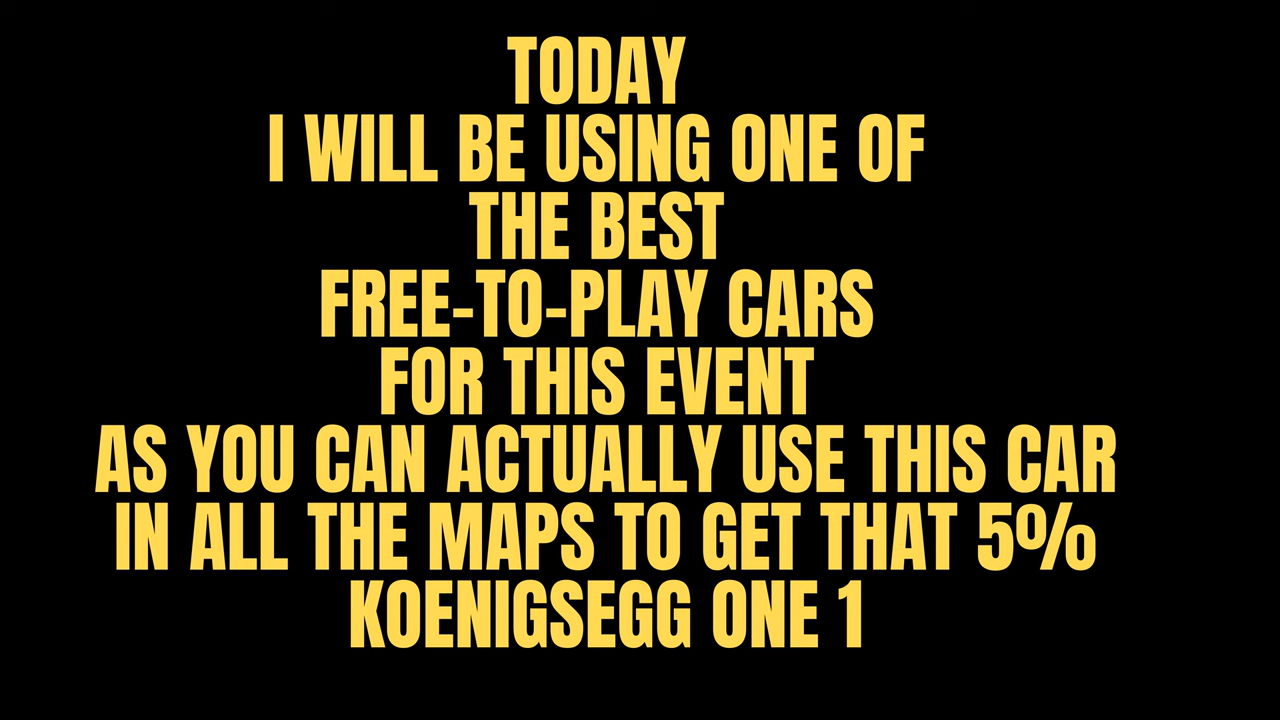 TODAY
I WILL BE USING ONE OF
THE BEST
FREE-TO-PLAY CARS
FOR THIS EVENT
AS YOU CAN ACTUALLY USE THIS CAR
IN ALL THE MAPS TO GET THAT 5%
KOENIGSEGG ONE 1